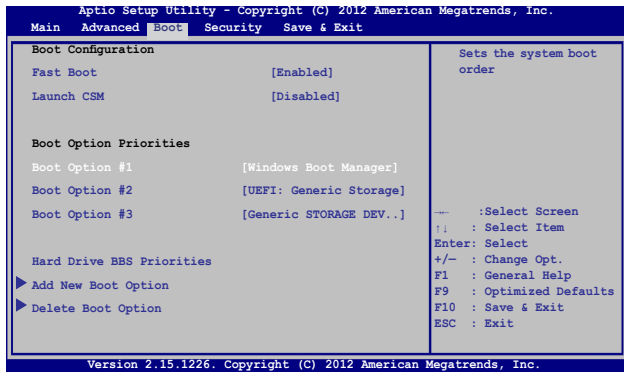 Aptio Setup Utility - Copyright (C) 2012 American Megatrends, Inc.
Main Advanced Boot Security Save & Exit
Boot Configuration
Fast Boot [Enabled]
Launch CSM [Disabled]
Boot Option Priorities
Boot Option #1 [Windows Boot Manager]
Boot Option #2 [UEFI: Generic Storage]
Boot Option #3 [Generic STORAGE DEV..]
Hard Drive BBS Priorities
Add New Boot Option
Delete Boot Option
Sets the system boot
order
→← :Select Screen
↑↓ : Select Item
Enter: Select
+/— : Change Opt.
F1 : General Help
F9 : Optimized Defaults
F10 : Save & Exit
ESC : Exit
Version 2.15.1226. Copyright (C) 2012 American Megatrends, Inc.